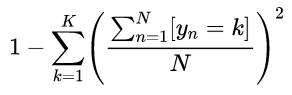 $1 - \sum_{k=1}^{K} \left( \frac{\sum_{n=1}^{N} [y_n = k]}{N} \right)^2$